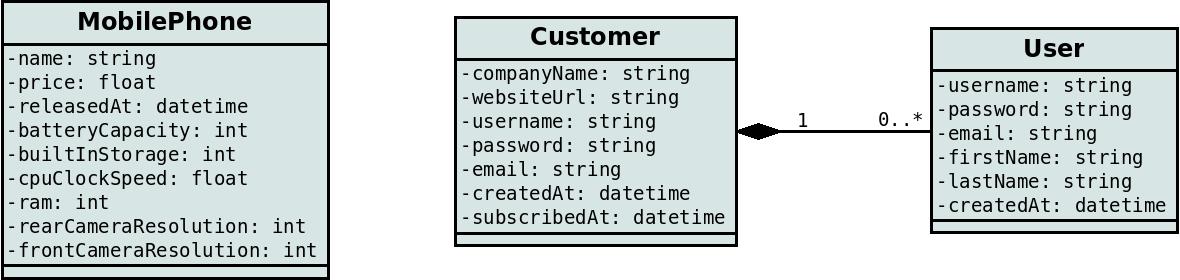 MobilePhone
-name: string
-price: float
-releasedAt: datetime
-batteryCapacity: int
-builtInStorage: int
-cpuClockSpeed: float
-ram: int
-rearCameraResolution: int
-frontCameraResolution: int
Customer
-companyName: string
-websiteUrl: string
-username: string
-password: string
-email: string
-createdAt: datetime
-subscribedAt: datetime
1
0..*
User
-username: string
-password: string
-email: string
-firstName: string
-lastName: string
-createdAt: datetime